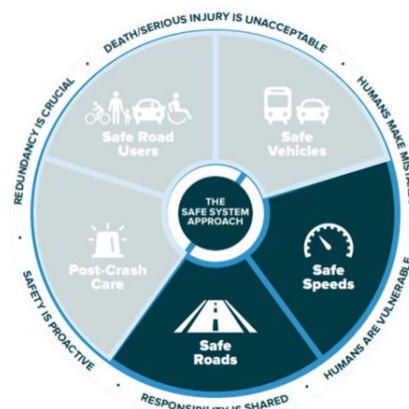 DEATH/SERIOUS INJURY IS UNACCEPTABLE
HUMANS MAKE
HUMANS ARE VULNERABLE
RESPONSIBILITY IS SHARED
SAFETY IS PROACTIVE
REDUNDANCY IS CRUCIAL
Safe Road
Users
Safe
Vehicles
THE
SAFE SYSTEM
APPROACH
Post-Crash
Care
Safe
Speeds
Safe
Roads